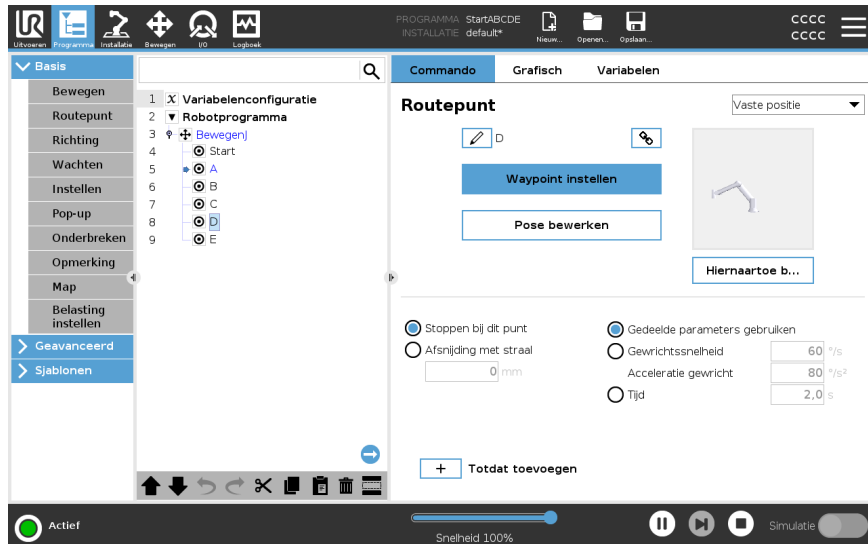 UR
PROGRAMMA StartABCDE
INSTALLATIE default*
CCCC
CCCC
Uitvoeren Programma Installatie Bewegen I/O Logboek Nieuw... Openen... Opslaan...
Basis
Bewegen
Routepunt
Richting
Wachten
Instellen
Pop-up
Onderbreken
Opmerking
Map
Belasting
instellen
Geavanceerd
Sjablonen
1 X Variabelenconfiguratie
2 Robotprogramma
3 BewegenJ
4 Start
5 A
6 B
7 C
8 D
9 E
Commando Grafisch Variabelen
Routepunt
Vaste positie
D
Waypoint instellen
Pose bewerken
Hiernaartoe b...
Stoppen bij dit punt
Afsnijding met straal
0 mm
Gedeelde parameters gebruiken
Gewrichtssnelheid 60 °/s
Acceleratie gewricht 80 °/s²
Tijd 2,0 s
+ Totdat toevoegen
Actief
Snelheid 100%
Simulatie